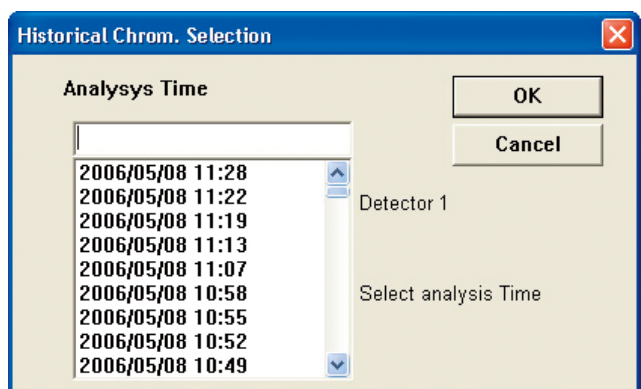 Historical Chrom. Selection
Analysys Time
OK
Cancel
2006/05/08 11:28
2006/05/08 11:22
2006/05/08 11:19
2006/05/08 11:13
2006/05/08 11:07
2006/05/08 10:58
2006/05/08 10:55
2006/05/08 10:52
2006/05/08 10:49
Detector 1
Select analysis Time